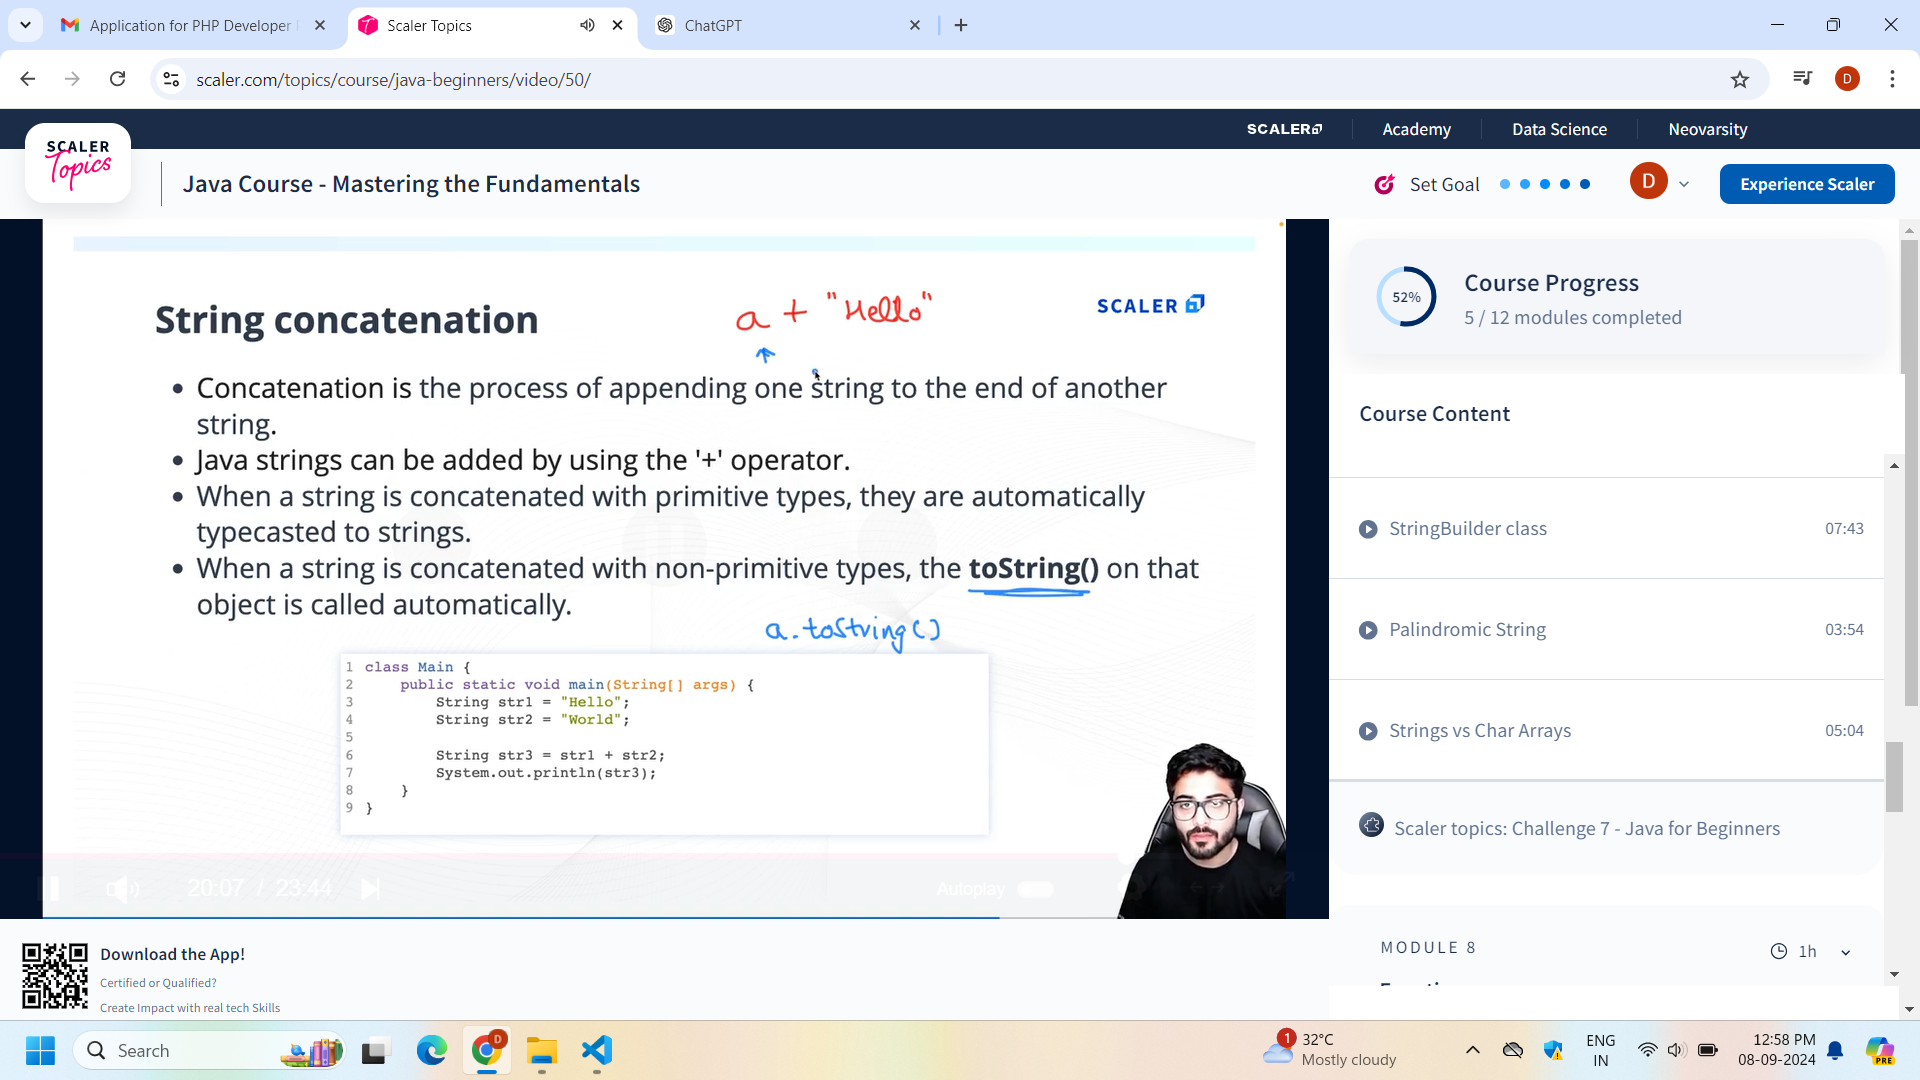 Application for PHP Developer
Scaler Topics
ChatGPT
scaler.com/topics/course/java-beginners/video/50/
D
SCALER
Academy
Data Science
Neovarsity
SCALER
Topics
Java Course - Mastering the Fundamentals
Set Goal
D
Experience Scaler
String concatenation
a + "Hello"
SCALER
• Concatenation is the process of appending one string to the end of another
string.
• Java strings can be added by using the '+' operator.
• When a string is concatenated with primitive types, they are automatically
typecasted to strings.
• When a string is concatenated with non-primitive types, the toString() on that
object is called automatically.
a.toString()
1 class Main {
2 public static void main(String[] args) {
3 String str1 = "Hello";
4 String str2 = "World";
5
6 String str3 = str1 + str2;
7 System.out.println(str3);
8 }
9 }
20:07 / 23:44
Autoplay
52%
Course Progress
5 / 12 modules completed
Course Content
StringBuilder class 07:43
Palindromic String 03:54
Strings vs Char Arrays 05:04
Scaler topics: Challenge 7 - Java for Beginners
MODULE 8
1h
Download the App!
Certified or Qualified?
Create Impact with real tech Skills
Search
D
1
32°C
Mostly cloudy
ENG
IN
12:58 PM
08-09-2024
PRE